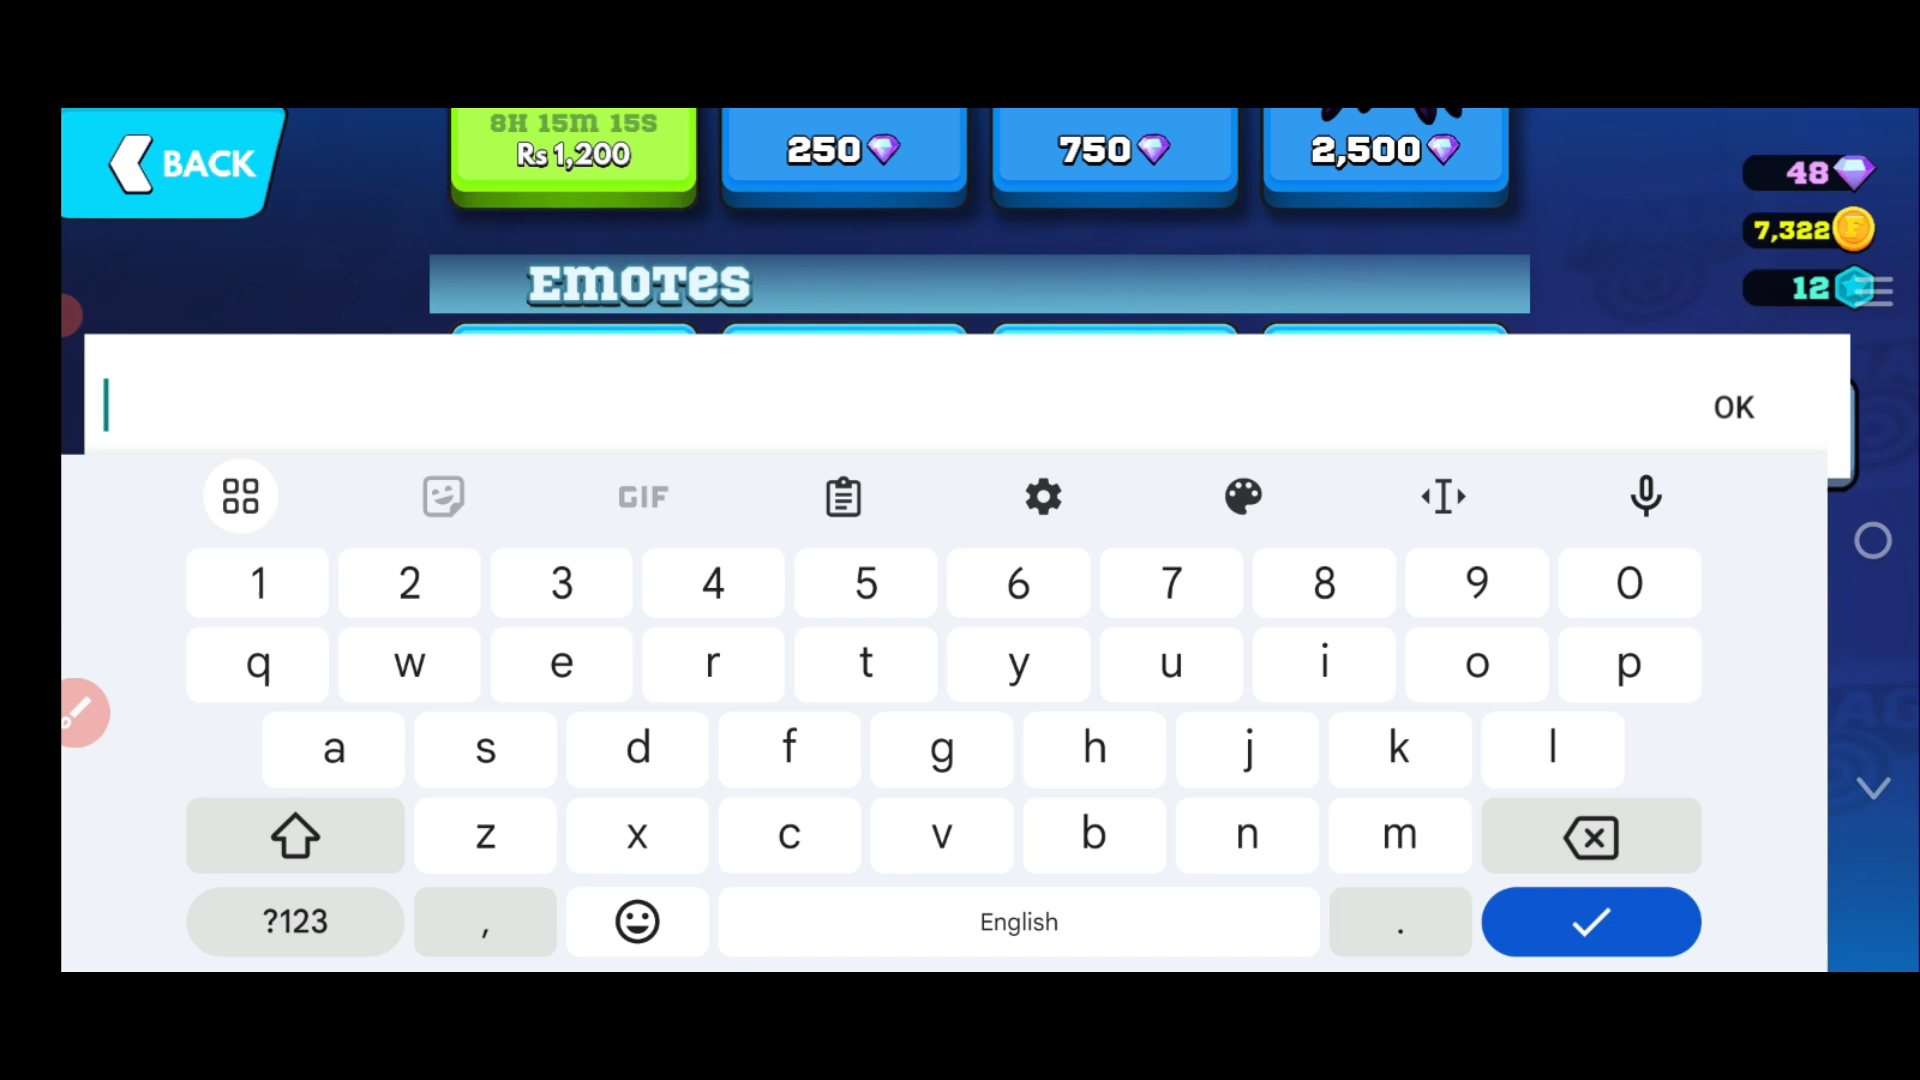 BACK
8H 15m 15s
Rs 1,200
250
750
2,500
48
7,322
12
Emotes
OK
GIF
1 2 3 4 5 6 7 8 9 0
q w e r t y u i o p
a s d f g h j k l
z x c v b n m
?123 , English .